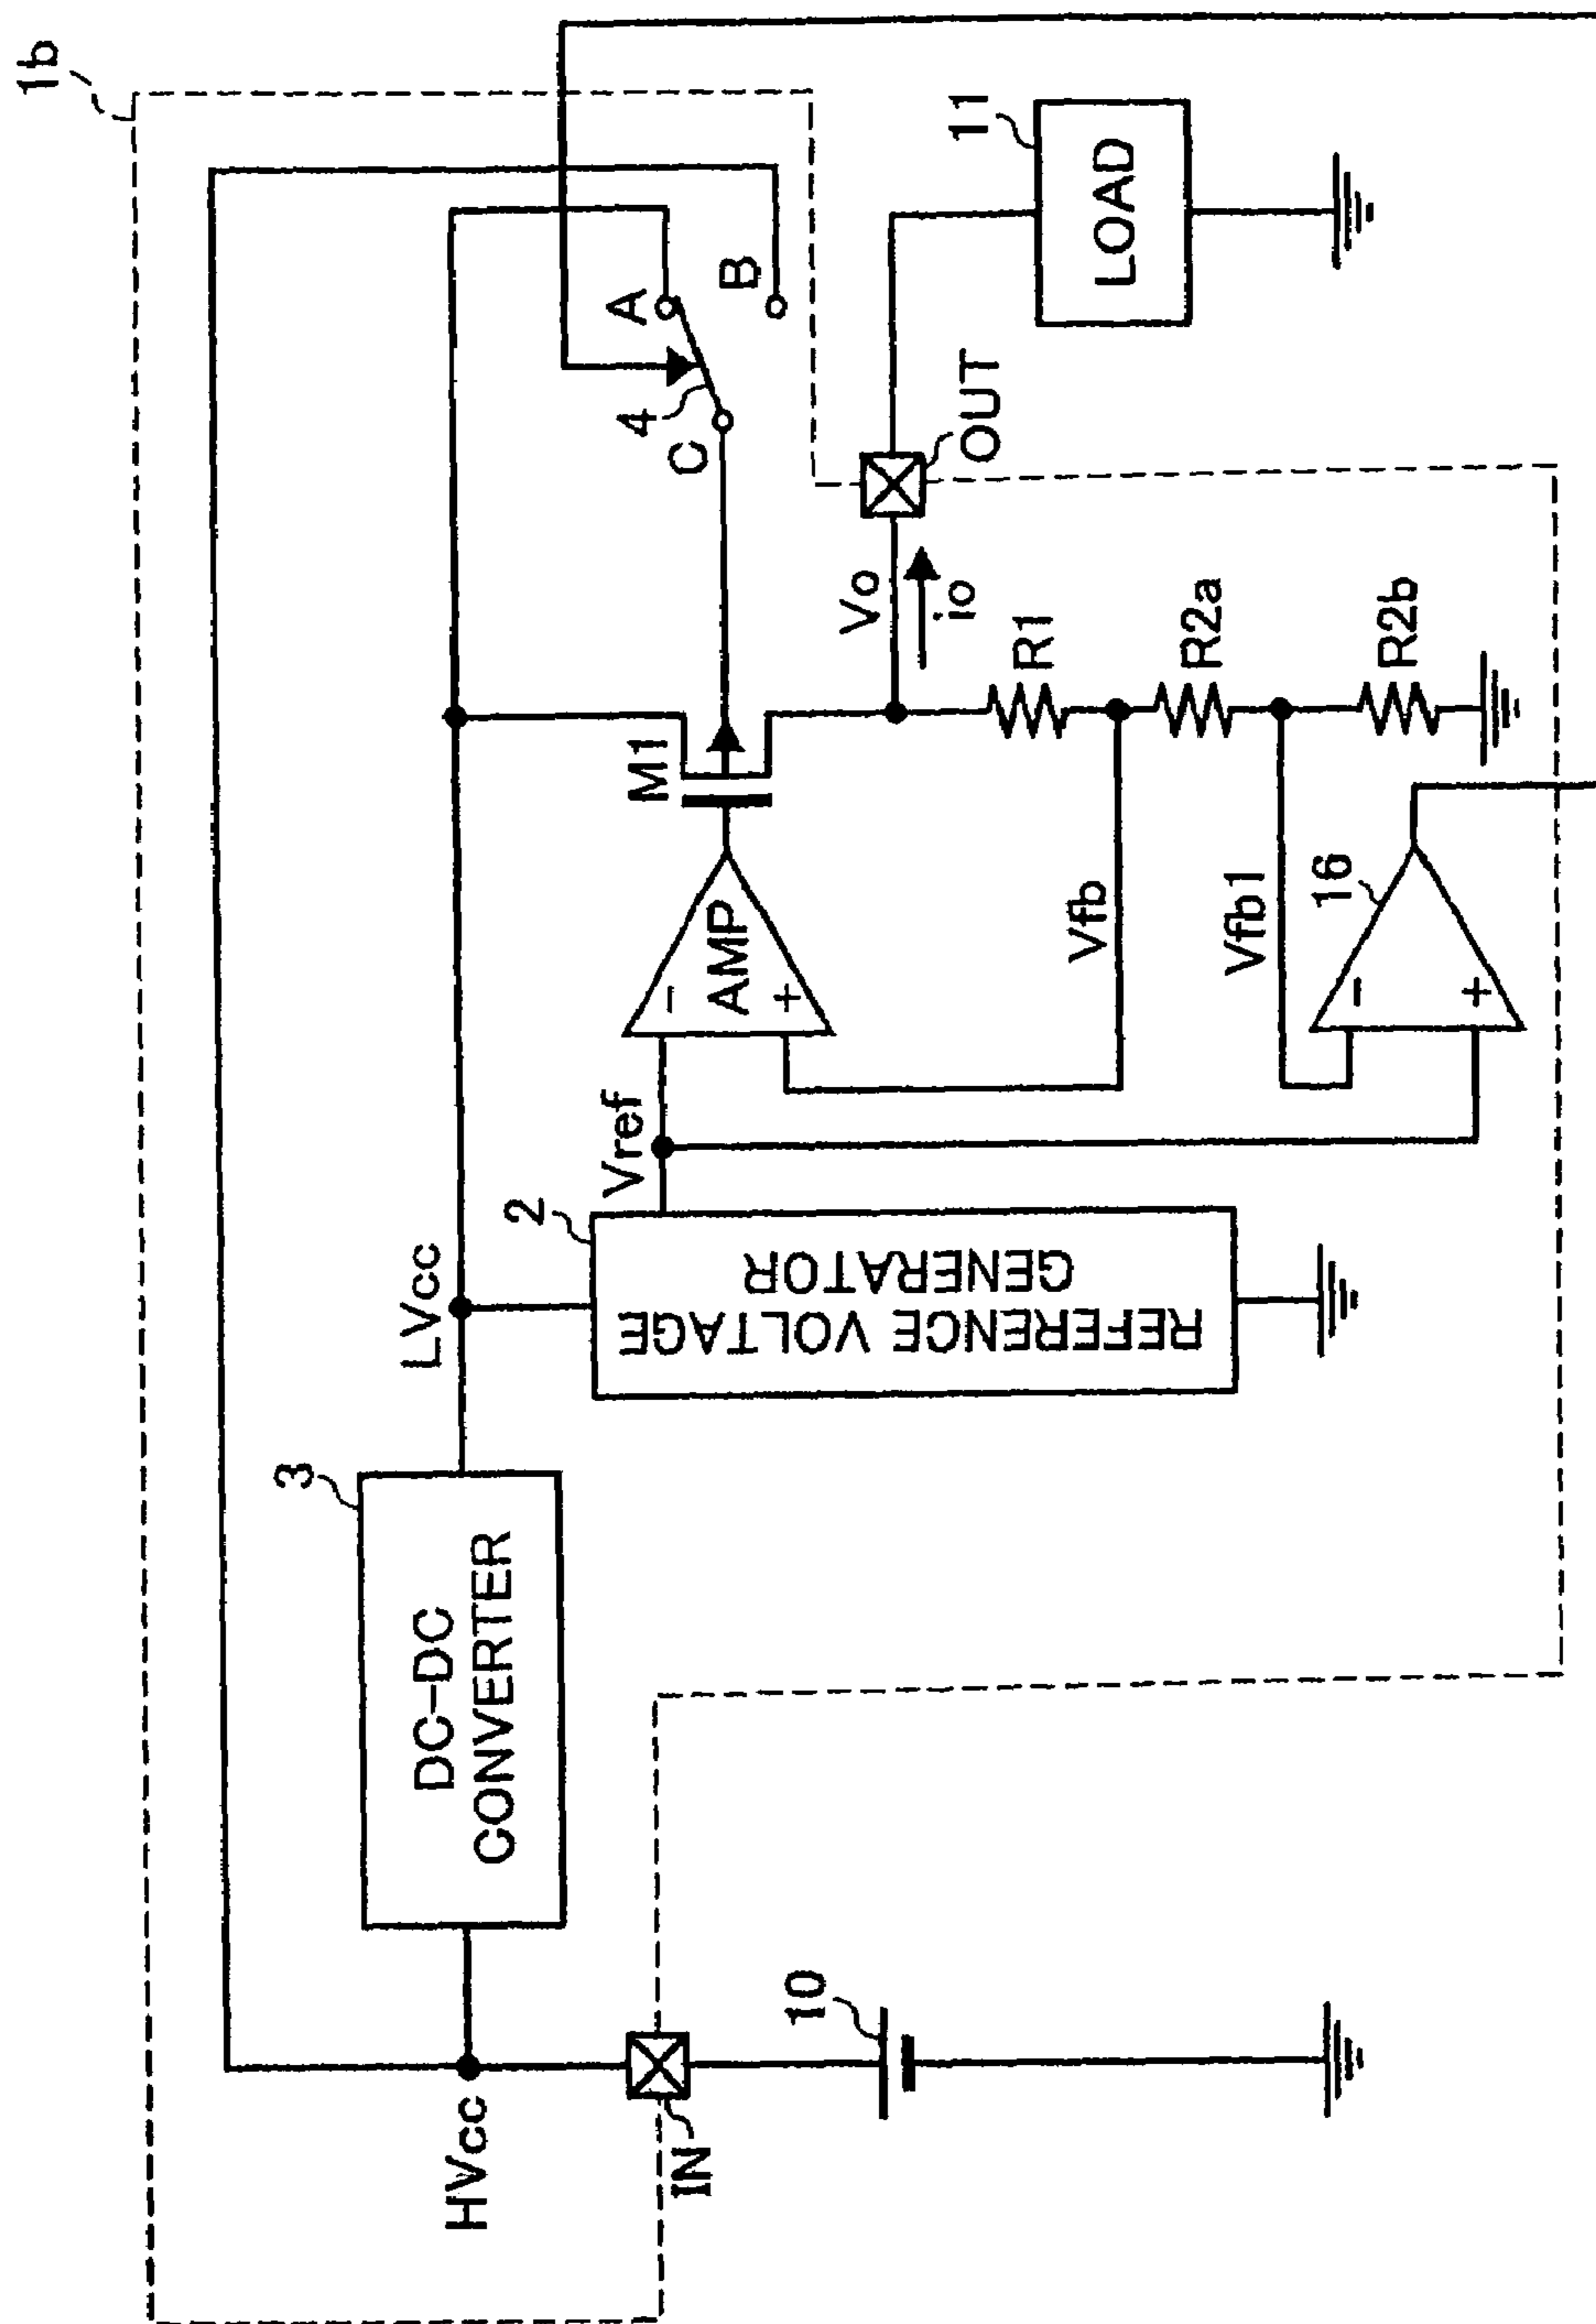 1b
HVcc
IN
10
3
DC-DC
CONVERTER
LVcc
2
REFERENCE VOLTAGE
GENERATOR
Vref
-
AMP
+
M1
Vfb
Vfb1
16
-
+
4
A
B
C
Vo
io
OUT
R1
R2a
R2b
11
LOAD